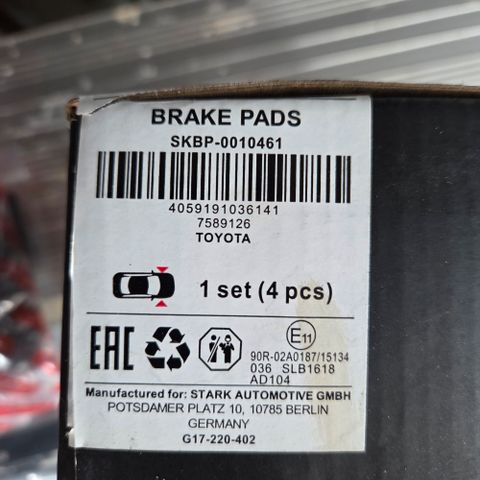 BRAKE PADS
SKBP-0010461
4059191036141
7589126
TOYOTA
1 set (4 pcs)
EAC
E11
90R-02A0187/15134
036 SLB1618
AD104
Manufactured for: STARK AUTOMOTIVE GMBH
POTSDAMER PLATZ 10, 10785 BERLIN
GERMANY
G17-220-402